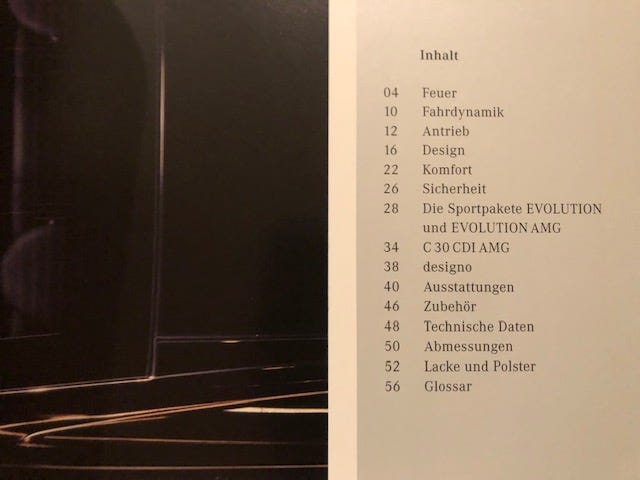 Inhalt
04 Feuer
10 Fahrdynamik
12 Antrieb
16 Design
22 Komfort
26 Sicherheit
28 Die Sportpakete EVOLUTION
und EVOLUTION AMG
34 C 30 CDI AMG
38 designo
40 Ausstattungen
46 Zubehör
48 Technische Daten
50 Abmessungen
52 Lacke und Polster
56 Glossar